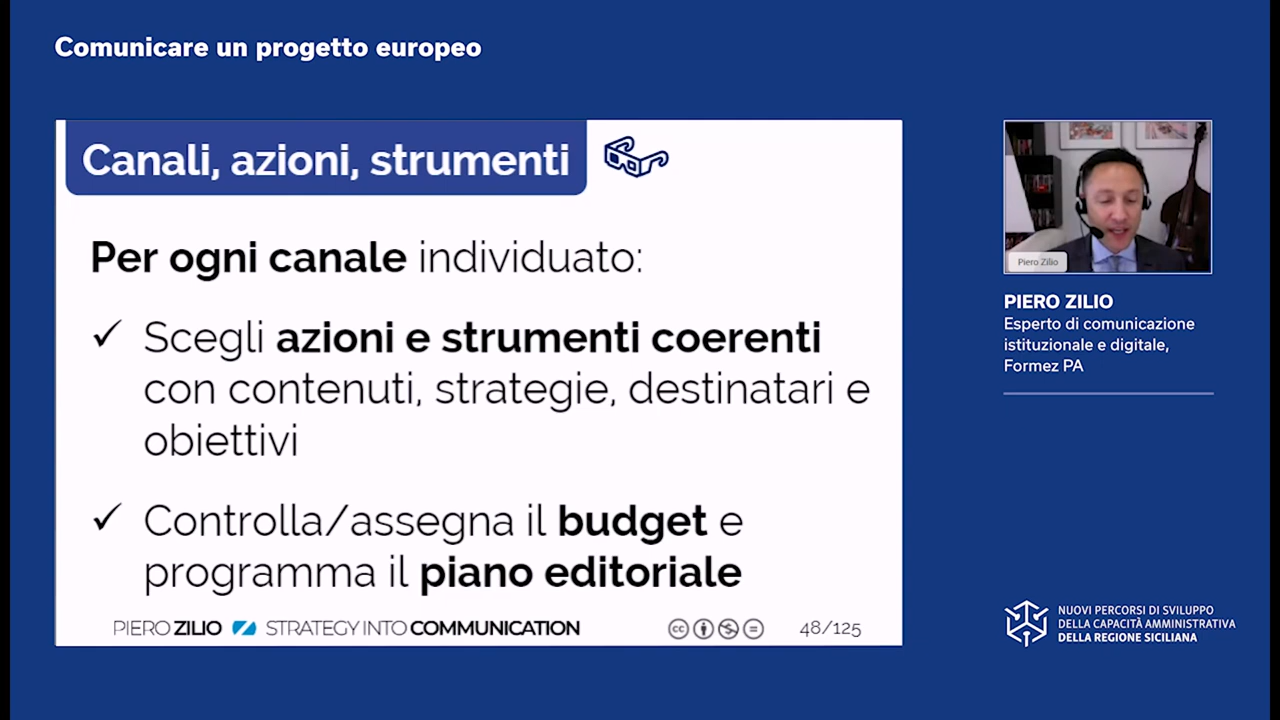 Comunicare un progetto europeo
Canali, azioni, strumenti
Per ogni canale individuato:
✓ Scegli azioni e strumenti coerenti
con contenuti, strategie, destinatari e
obiettivi
✓ Controlla/assegna il budget e
programma il piano editoriale
PIERO ZILIO STRATEGY INTO COMMUNICATION
cc
48/125
Piero Zilio
PIERO ZILIO
Esperto di comunicazione
istituzionale e digitale,
Formez PA
NUOVI PERCORSI DI SVILUPPO
DELLA CAPACITÀ AMMINISTRATIVA
DELLA REGIONE SICILIANA